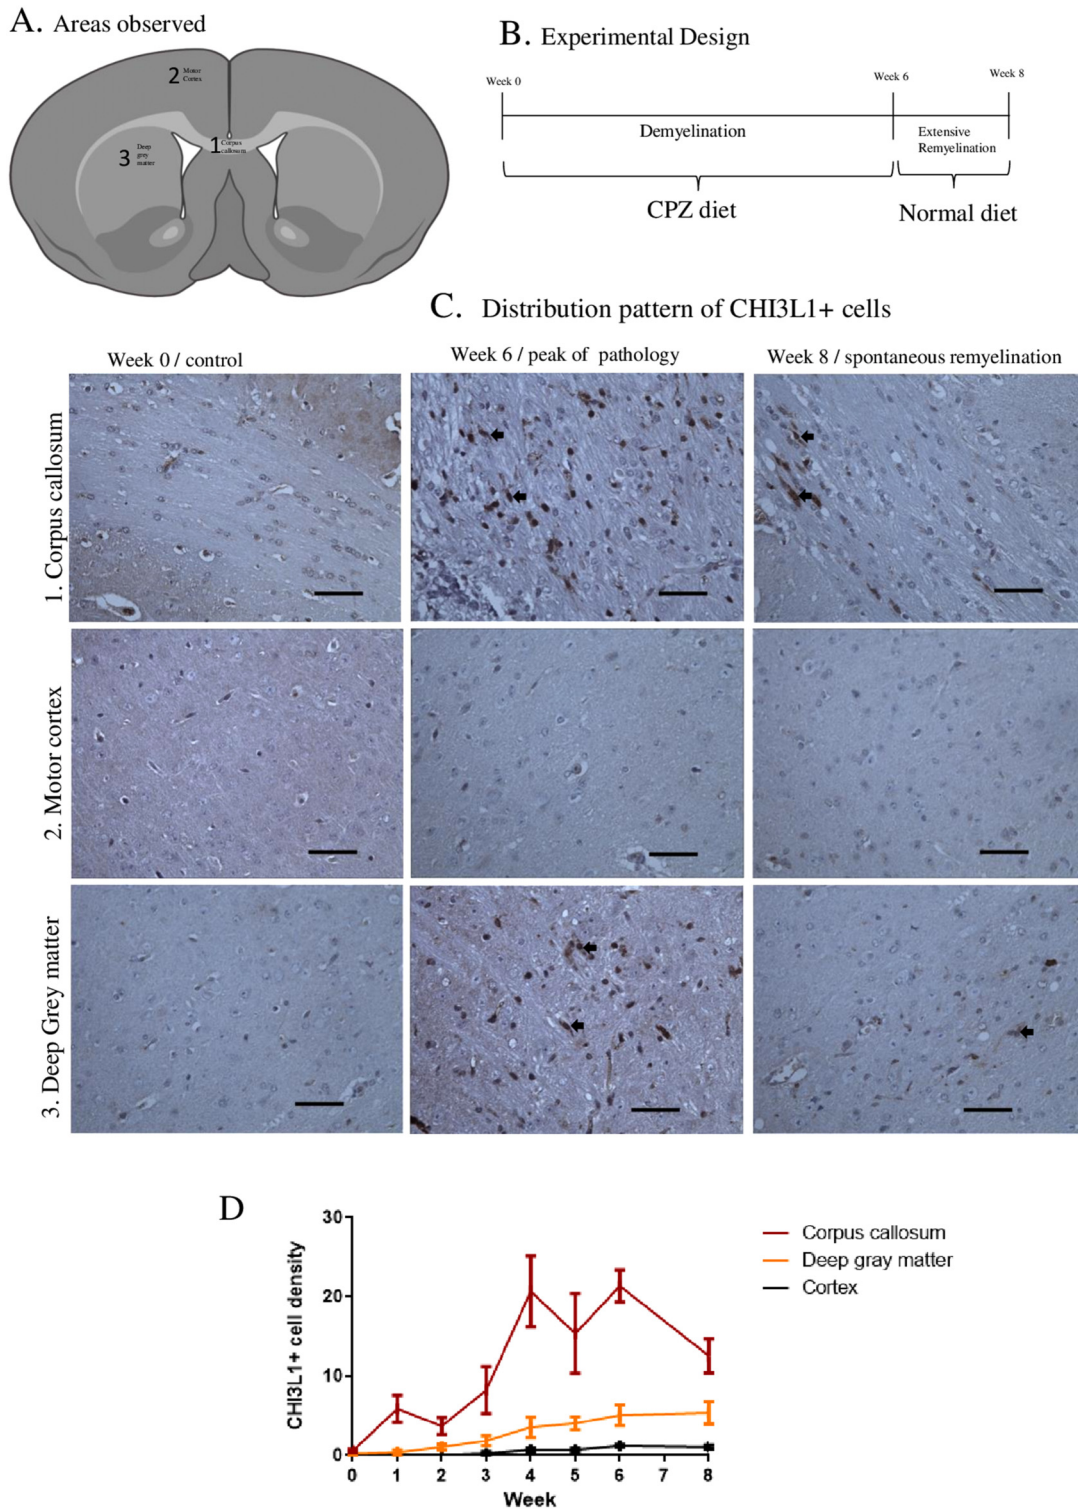 A. Areas observed
2 Motor
Cortex
1 Corpus
callosum
3 Deep
grey
matter
B. Experimental Design
Week 0
Week 6
Week 8
Demyelination
Extensive
Remyelination
CPZ diet
Normal diet
C. Distribution pattern of CHI3L1+ cells
Week 0 / control
Week 6 / peak of pathology
Week 8 / spontaneous remyelination
1. Corpus callosum
2. Motor cortex
3. Deep Grey matter
D
CHI3L1+ cell density
30
20
10
0
0 1 2 3 4 5 6 7 8
Week
Corpus callosum
Deep gray matter
Cortex